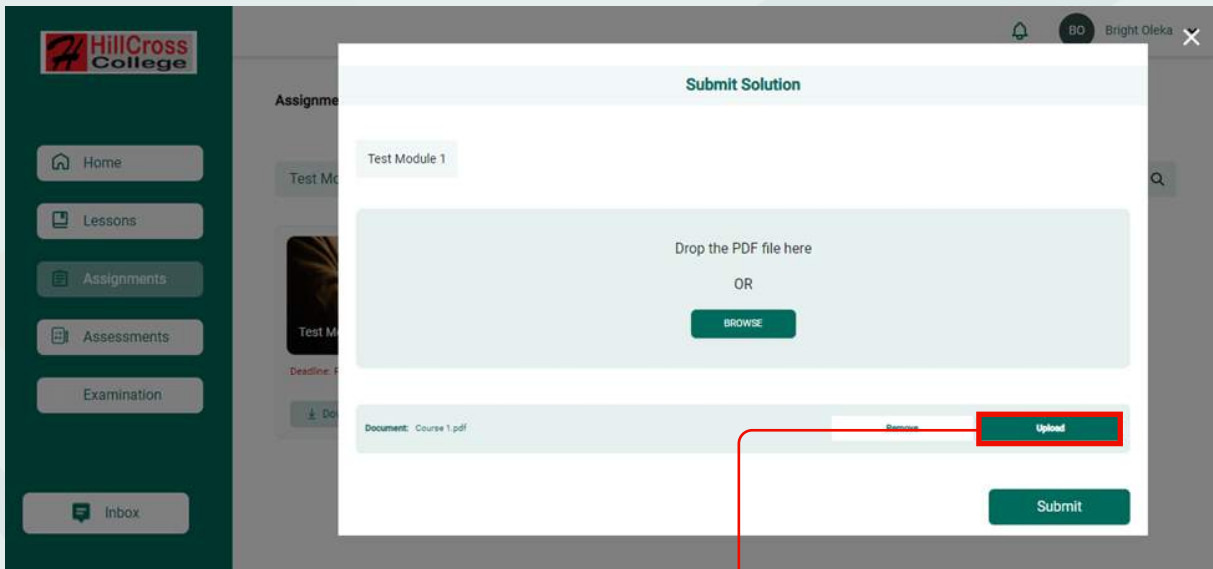 HillCross
College
BO
Bright Oleka
Home
Lessons
Assignments
Assessments
Examination
Inbox
Assignme
Test Mo
Test M
Deadline:
Submit Solution
Test Module 1
Drop the PDF file here
OR
BROWSE
Document: Course 1.pdf
Remove
Upload
Submit